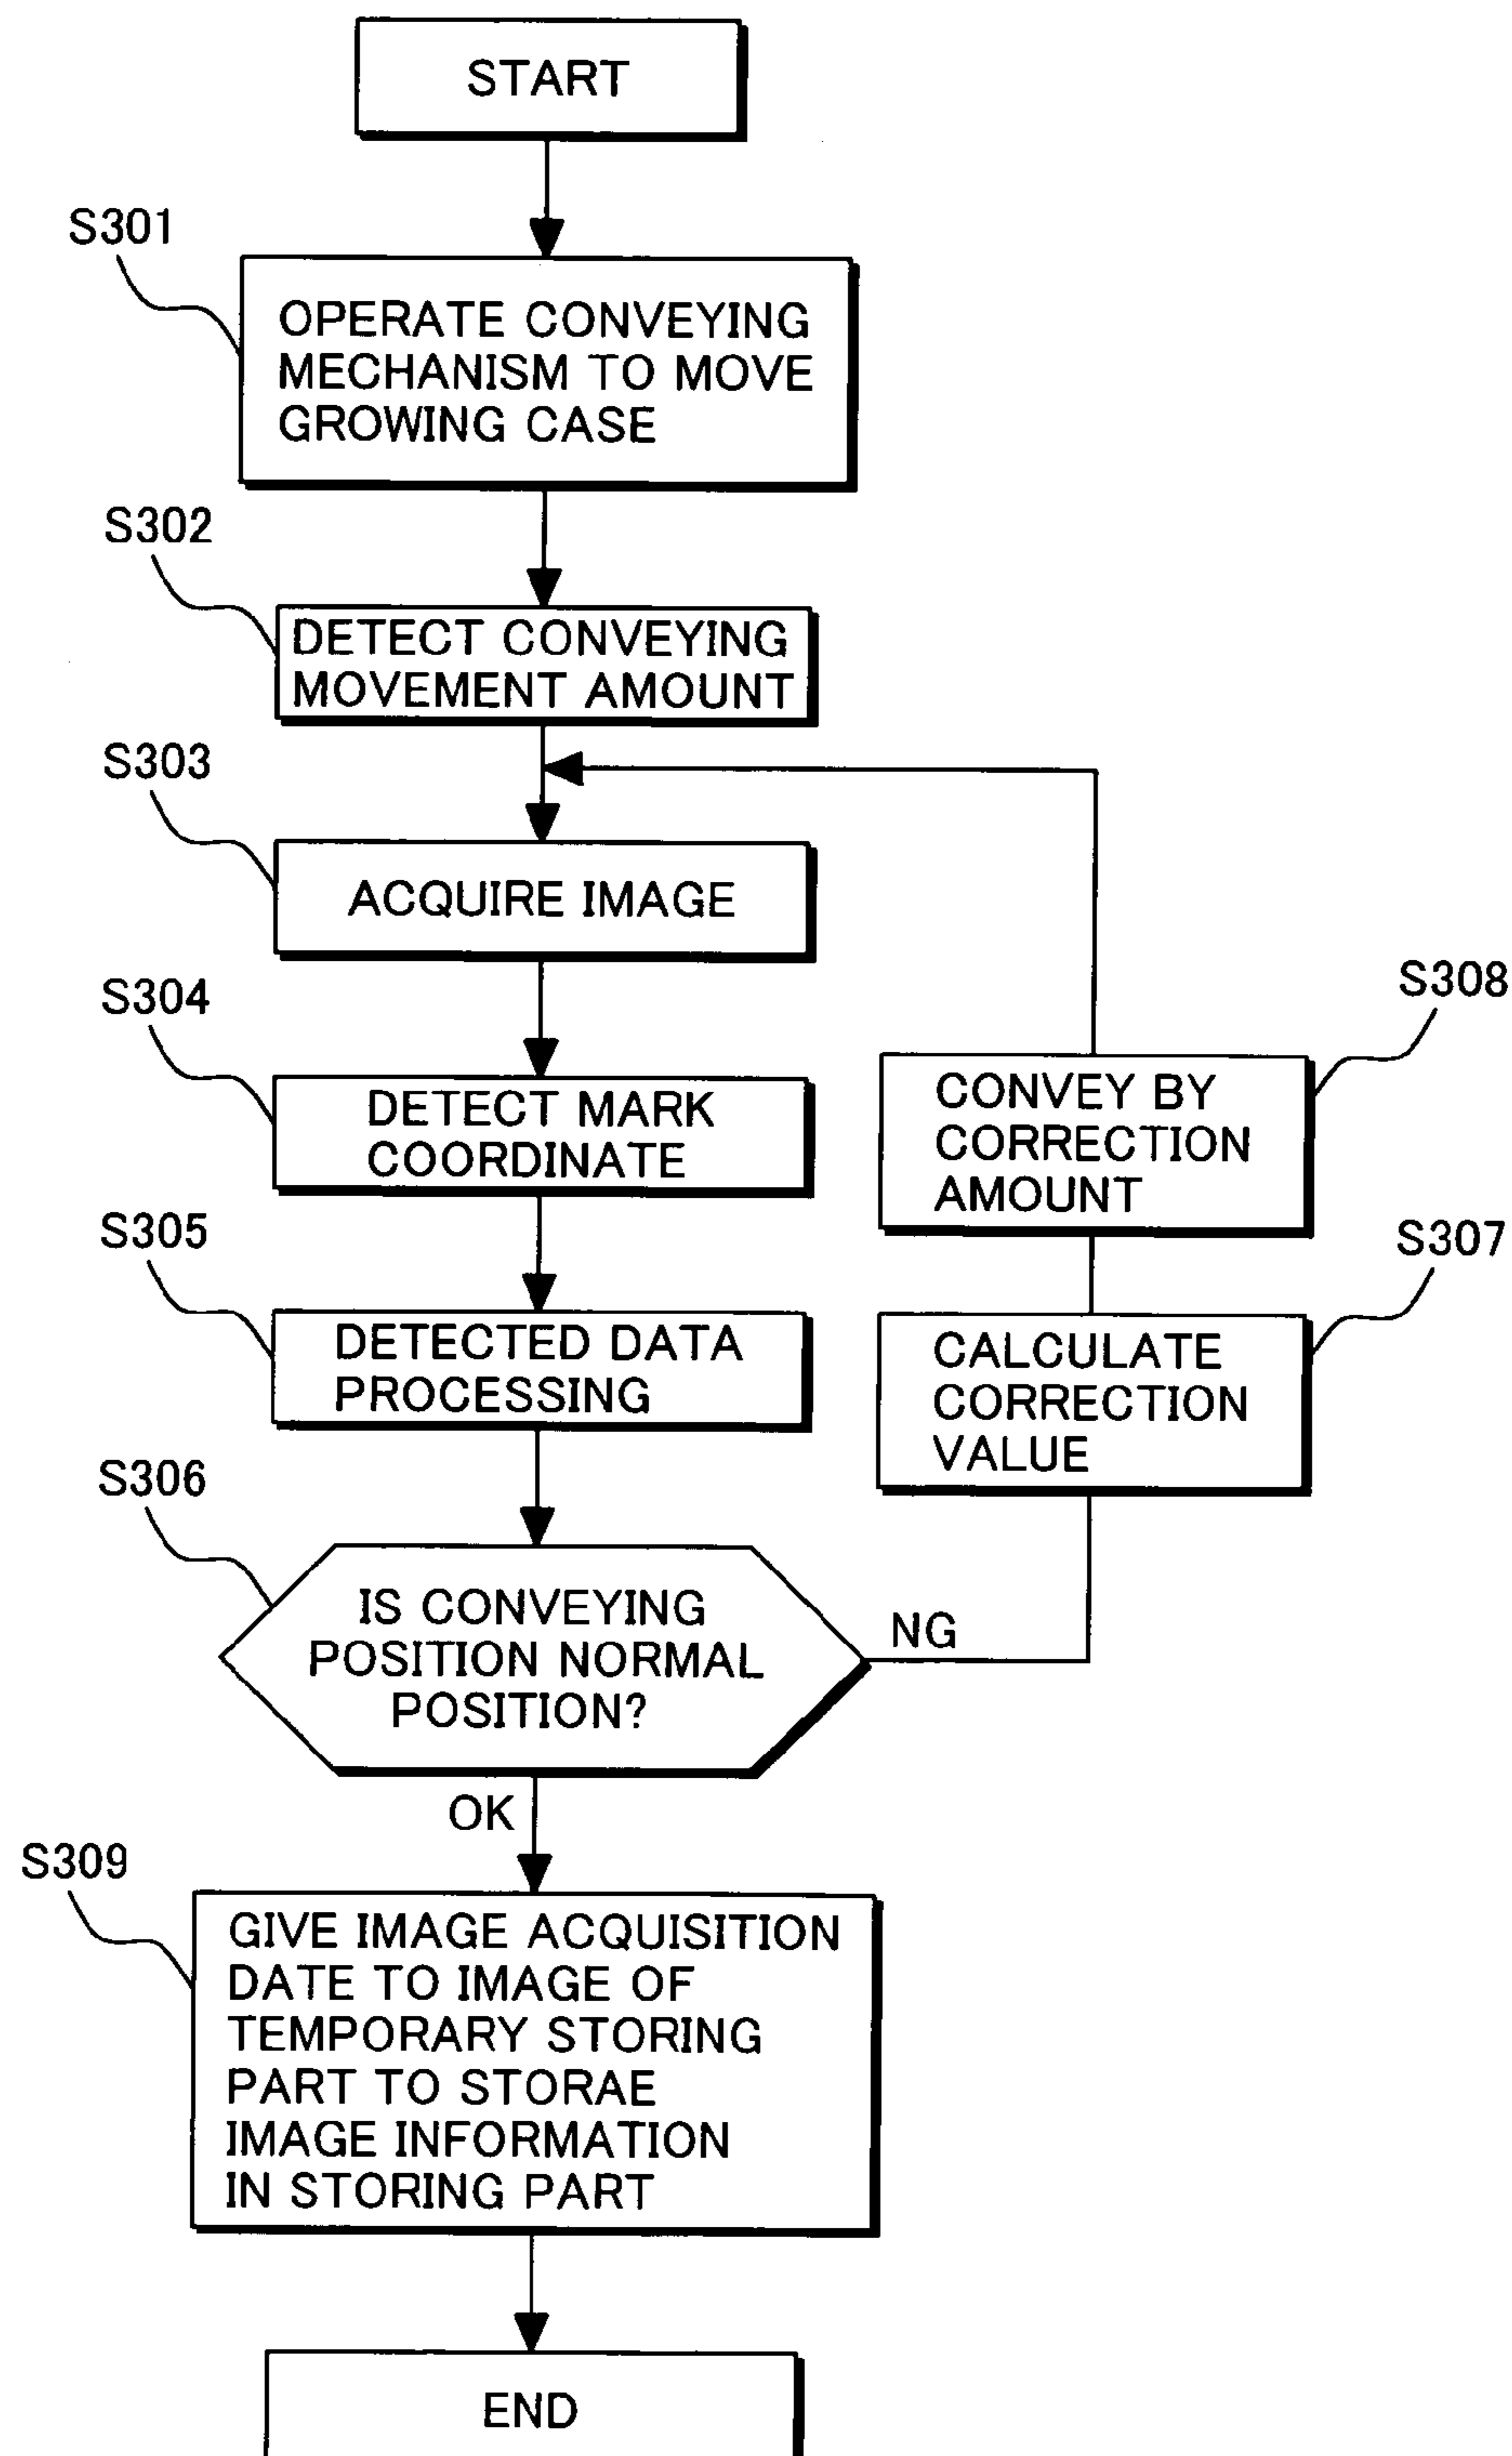 START
S301
OPERATE CONVEYING
MECHANISM TO MOVE
GROWING CASE
S302
DETECT CONVEYING
MOVEMENT AMOUNT
S303
ACQUIRE IMAGE
S304
DETECT MARK
COORDINATE
S308
CONVEY BY
CORRECTION
AMOUNT
S305
DETECTED DATA
PROCESSING
S307
CALCULATE
CORRECTION
VALUE
S306
IS CONVEYING
POSITION NORMAL
POSITION?
NG
OK
S309
GIVE IMAGE ACQUISITION
DATE TO IMAGE OF
TEMPORARY STORING
PART TO STORAE
IMAGE INFORMATION
IN STORING PART
END